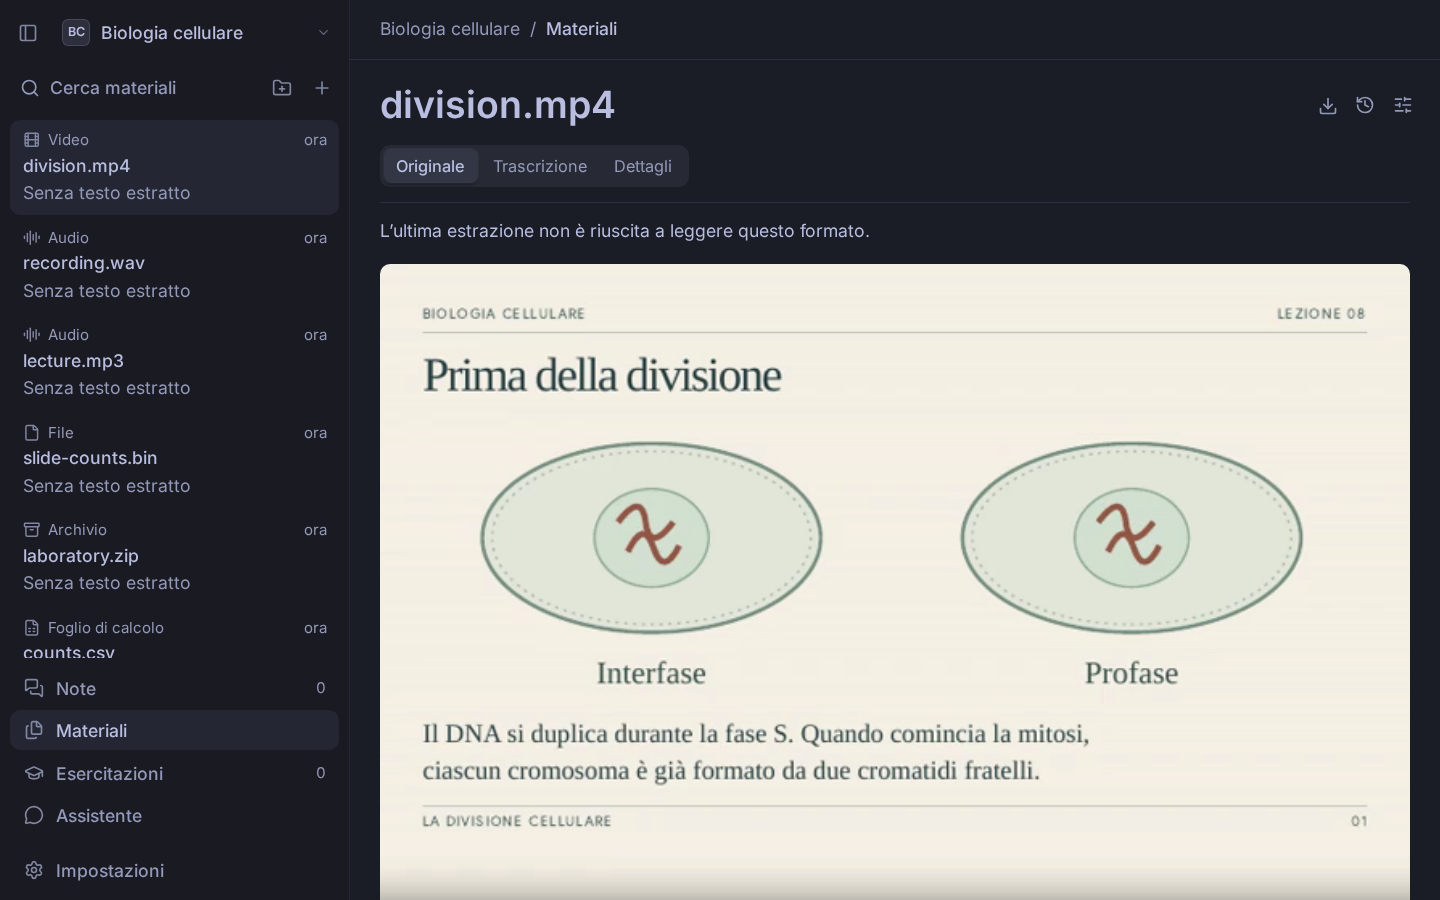 BC Biologia cellulare
Cerca materiali
Video ora
division.mp4
Senza testo estratto
Audio ora
recording.wav
Senza testo estratto
Audio ora
lecture.mp3
Senza testo estratto
File ora
slide-counts.bin
Senza testo estratto
Archivio ora
laboratory.zip
Senza testo estratto
Foglio di calcolo ora
counts.csv
Note 0
Materiali
Esercitazioni 0
Assistente
Impostazioni
Biologia cellulare / Materiali
division.mp4
Originale Trascrizione Dettagli
L’ultima estrazione non è riuscita a leggere questo formato.
BIOLOGIA CELLULARE LEZIONE 08
Prima della divisione
Interfase Profase
Il DNA si duplica durante la fase S. Quando comincia la mitosi,
ciascun cromosoma è già formato da due cromatidi fratelli.
LA DIVISIONE CELLULARE 01